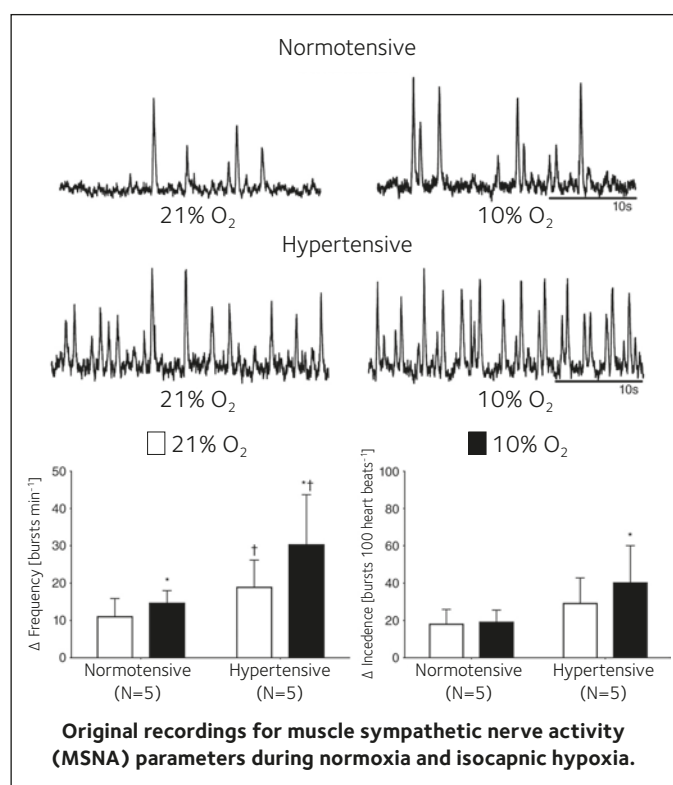 Normotensive
21% O₂
10% O₂
10s
Hypertensive
21% O₂
10% O₂
10s
21% O₂
10% O₂
Δ Frequency [bursts min⁻¹]
50
40
30
20
10
0
*
†
*†
Normotensive
(N=5)
Hypertensive
(N=5)
Δ Incedence [bursts 100 heart beats⁻¹]
100
80
60
40
20
0
*
Normotensive
(N=5)
Hypertensive
(N=5)
Original recordings for muscle sympathetic nerve activity
(MSNA) parameters during normoxia and isocapnic hypoxia.